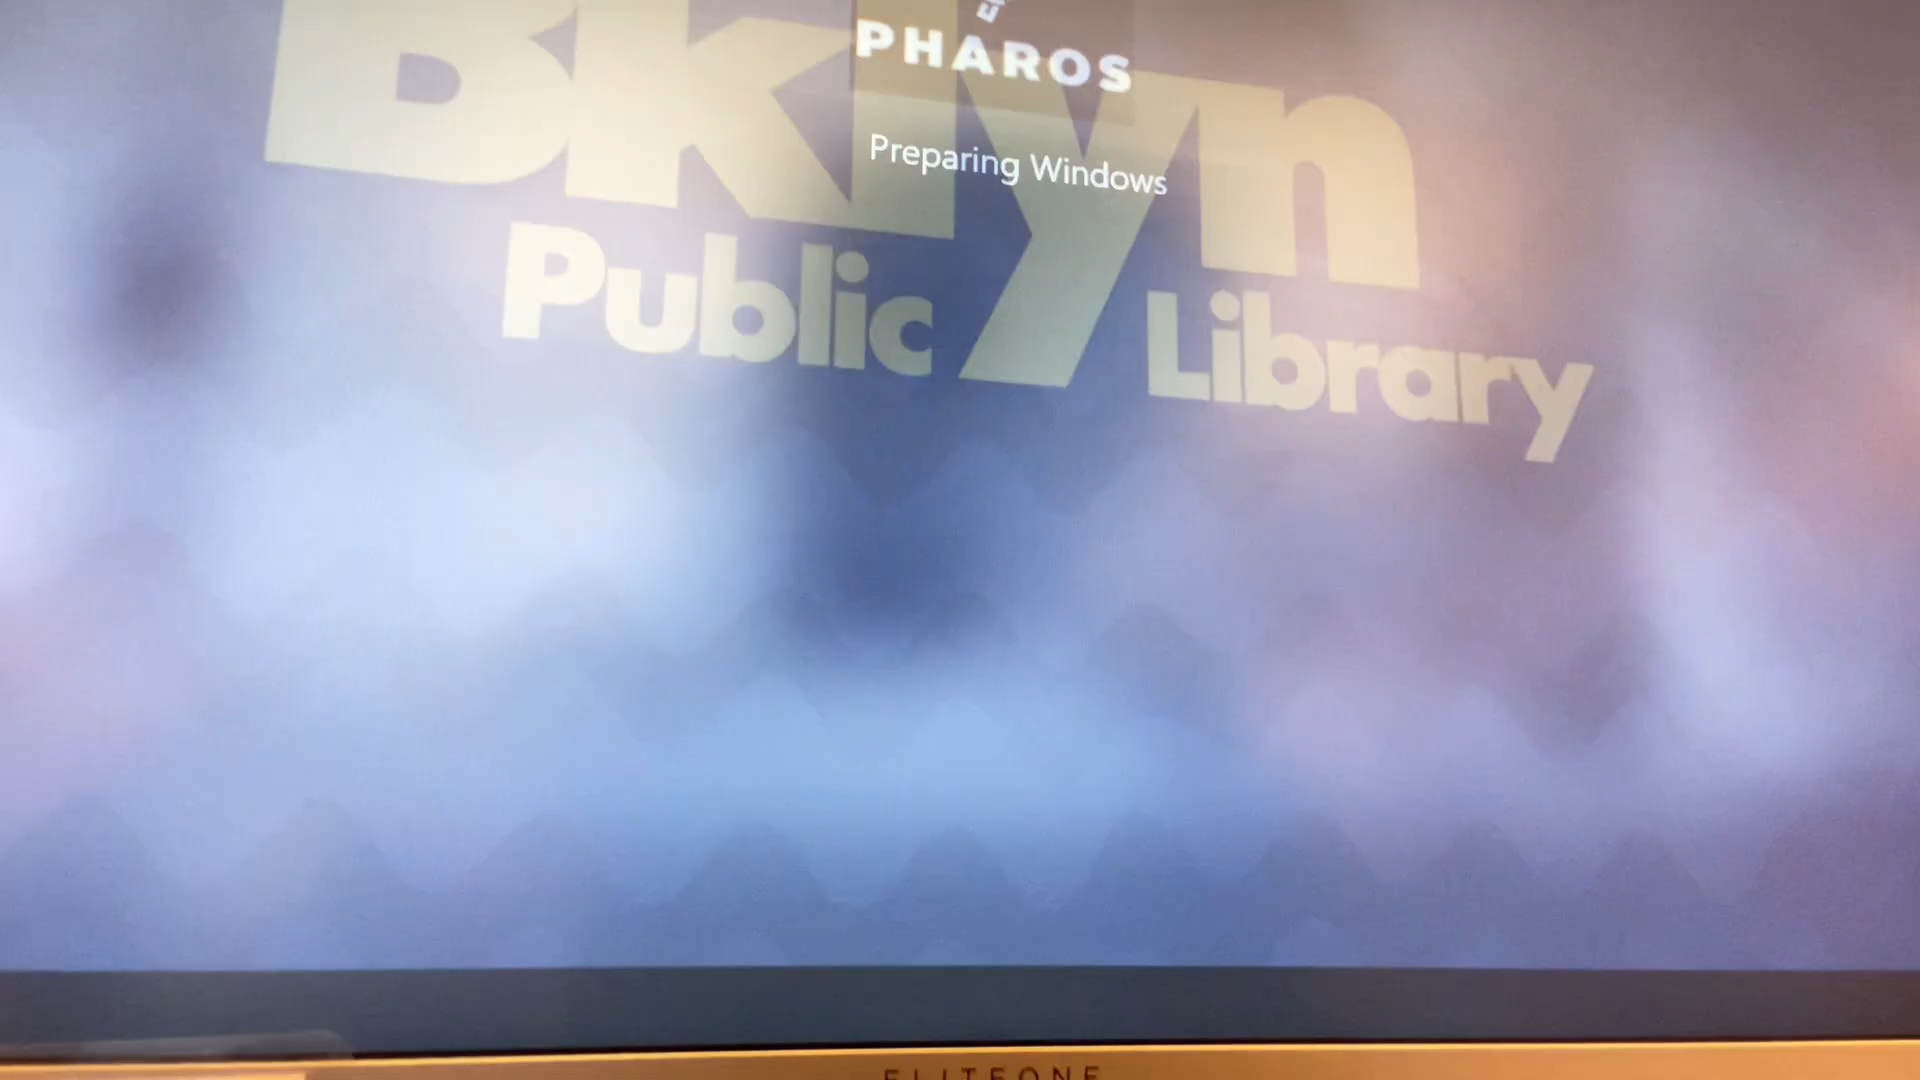 PHAROS
Bklyn
Preparing Windows
Public Library
ELITEONE